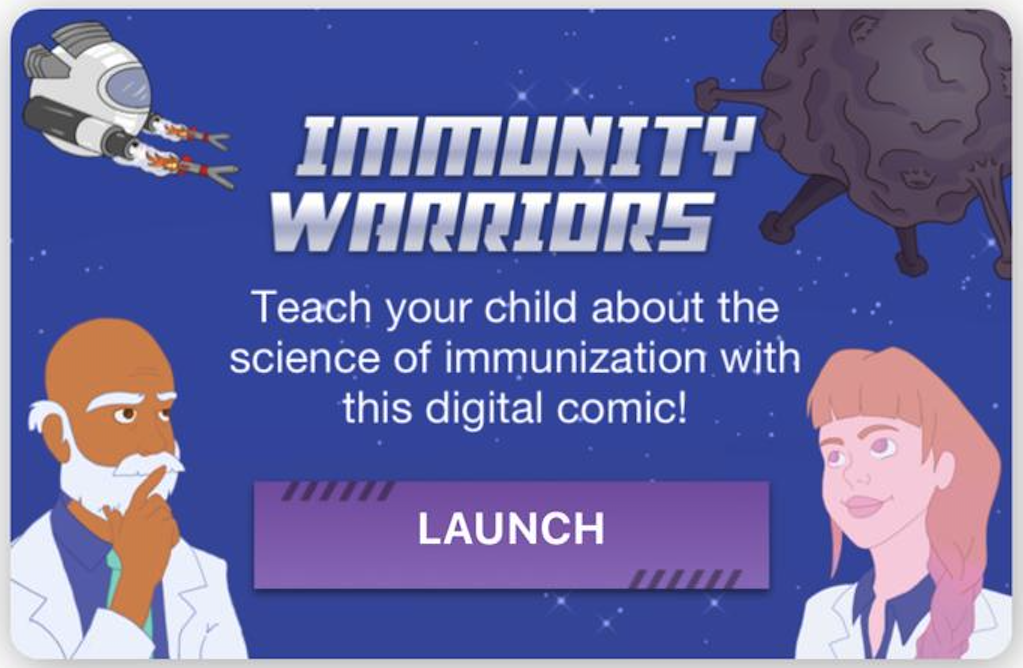 IMMUNITY
WARRIORS
Teach your child about the
science of immunization with
this digital comic!
LAUNCH